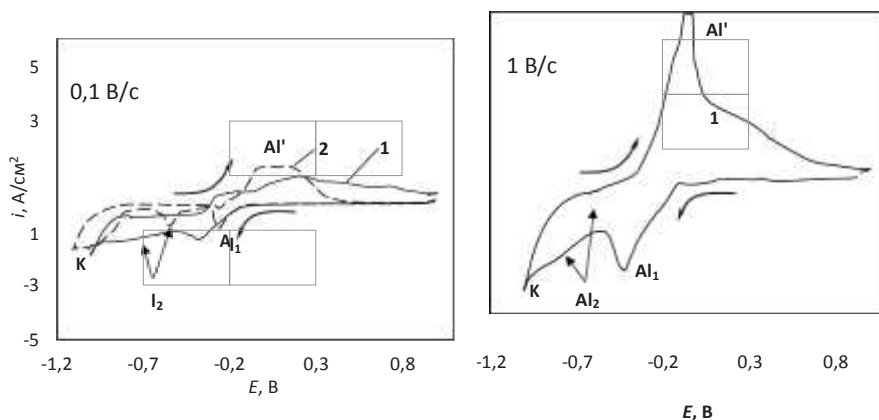 5
3
1
-3
-5
i, А/см²
0,1 В/с
Al'
2
1
Al₁
K
l₂
-1,2 -0,7 -0,2 0,3 0,8
E, В
1 В/с
Al'
1
K
Al₂
Al₁
-1,2 -0,7 -0,2 0,3 0,8
E, В